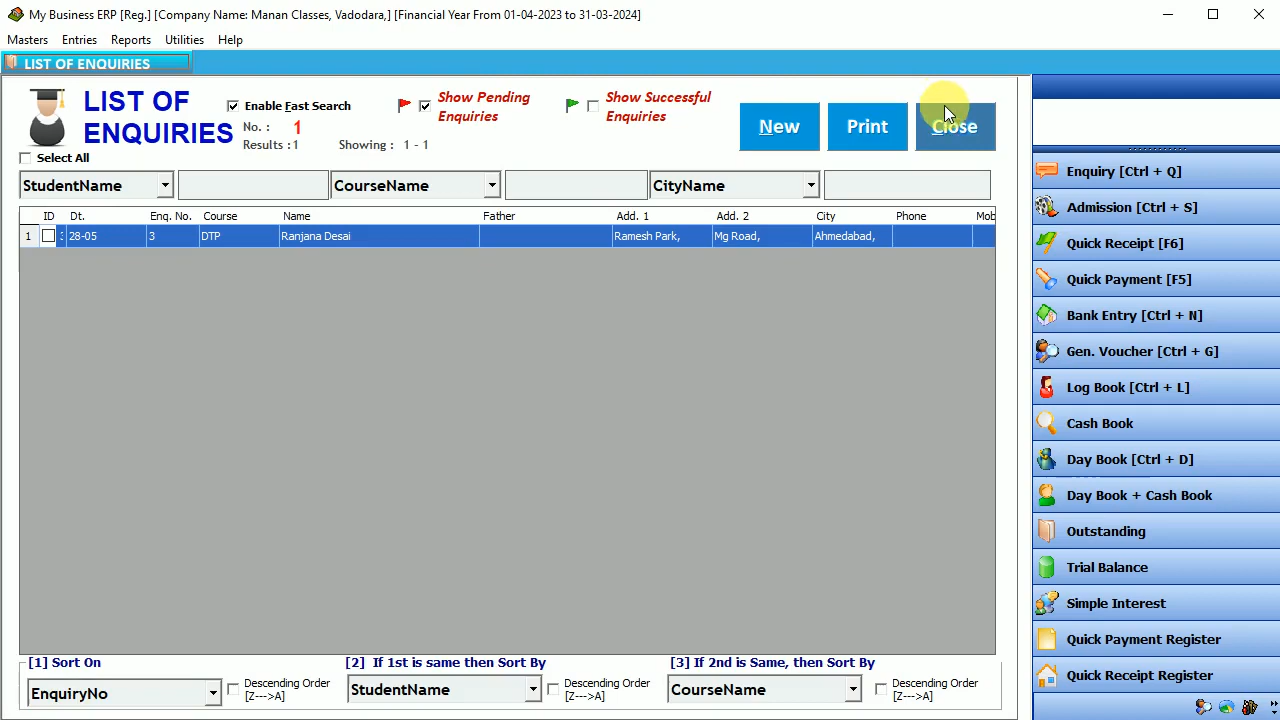 My Business ERP [Reg.] [Company Name: Manan Classes, Vadodara,] [Financial Year From 01-04-2023 to 31-03-2024]
Masters Entries Reports Utilities Help
LIST OF ENQUIRIES
LIST OF
ENQUIRIES
Enable Fast Search
No. : 1
Results : 1 Showing : 1 - 1
Show Pending
Enquiries
Show Successful
Enquiries
New Print Close
Select All
StudentName CourseName CityName
ID Dt. Enq. No. Course Name Father Add. 1 Add. 2 City Phone Mob
1 28-05 3 DTP Ranjana Desai Ramesh Park, Mg Road, Ahmedabad,
[1] Sort On
EnquiryNo
Descending Order
[Z--->A]
[2] If 1st is same then Sort By
StudentName
Descending Order
[Z--->A]
[3] If 2nd is Same, then Sort By
CourseName
Descending Order
[Z--->A]
Enquiry [Ctrl + Q]
Admission [Ctrl + S]
Quick Receipt [F6]
Quick Payment [F5]
Bank Entry [Ctrl + N]
Gen. Voucher [Ctrl + G]
Log Book [Ctrl + L]
Cash Book
Day Book [Ctrl + D]
Day Book + Cash Book
Outstanding
Trial Balance
Simple Interest
Quick Payment Register
Quick Receipt Register